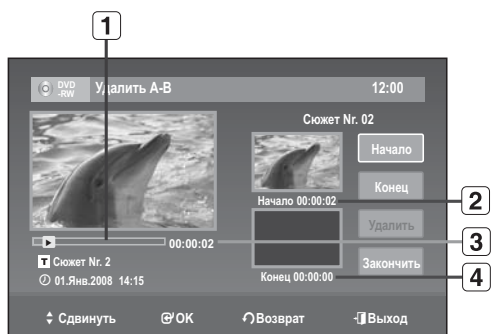 1
DVD -RW Удалить A-B 12:00
Сюжет Nr. 02
Начало
Начало 00:00:02
Конец
2
Удалить
00:00:02
3
T Сюжет Nr. 2
Конец 00:00:00
Закончить
4
01.Янв.2008 14:15
Сдвинуть OK Возврат Выход